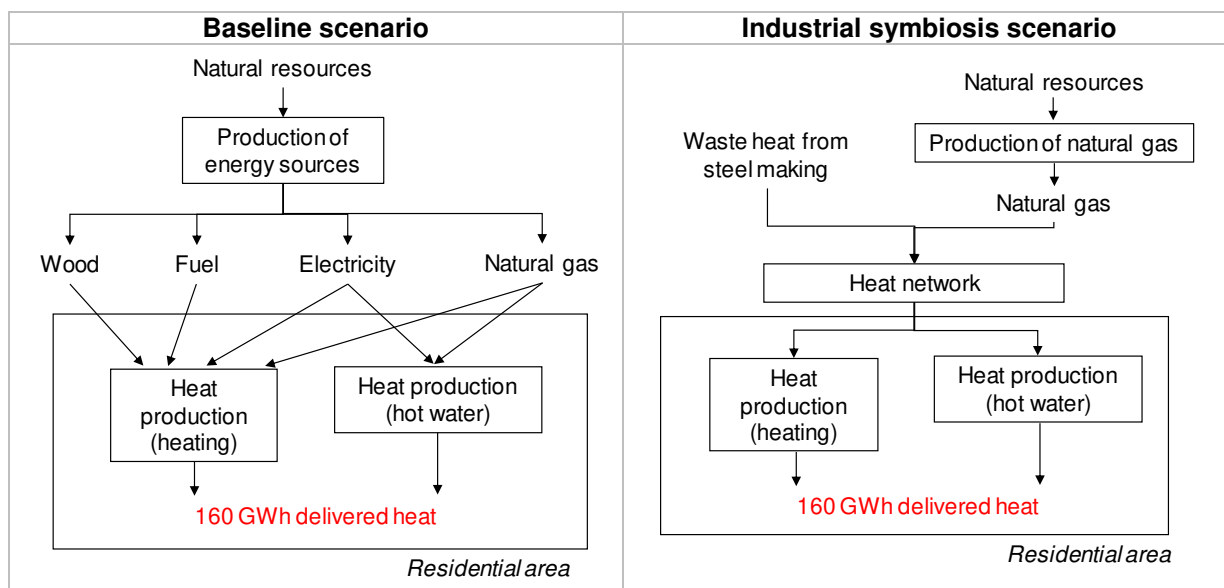 Baseline scenario
Natural resources
Production of
energy sources
Wood
Fuel
Electricity
Natural gas
Heat
production
(heating)
Heat production
(hot water)
160 GWh delivered heat
Residential area
Industrial symbiosis scenario
Natural resources
Waste heat from
steel making
Production of natural gas
Natural gas
Heat network
Heat
production
(heating)
Heat production
(hot water)
160 GWh delivered heat
Residential area